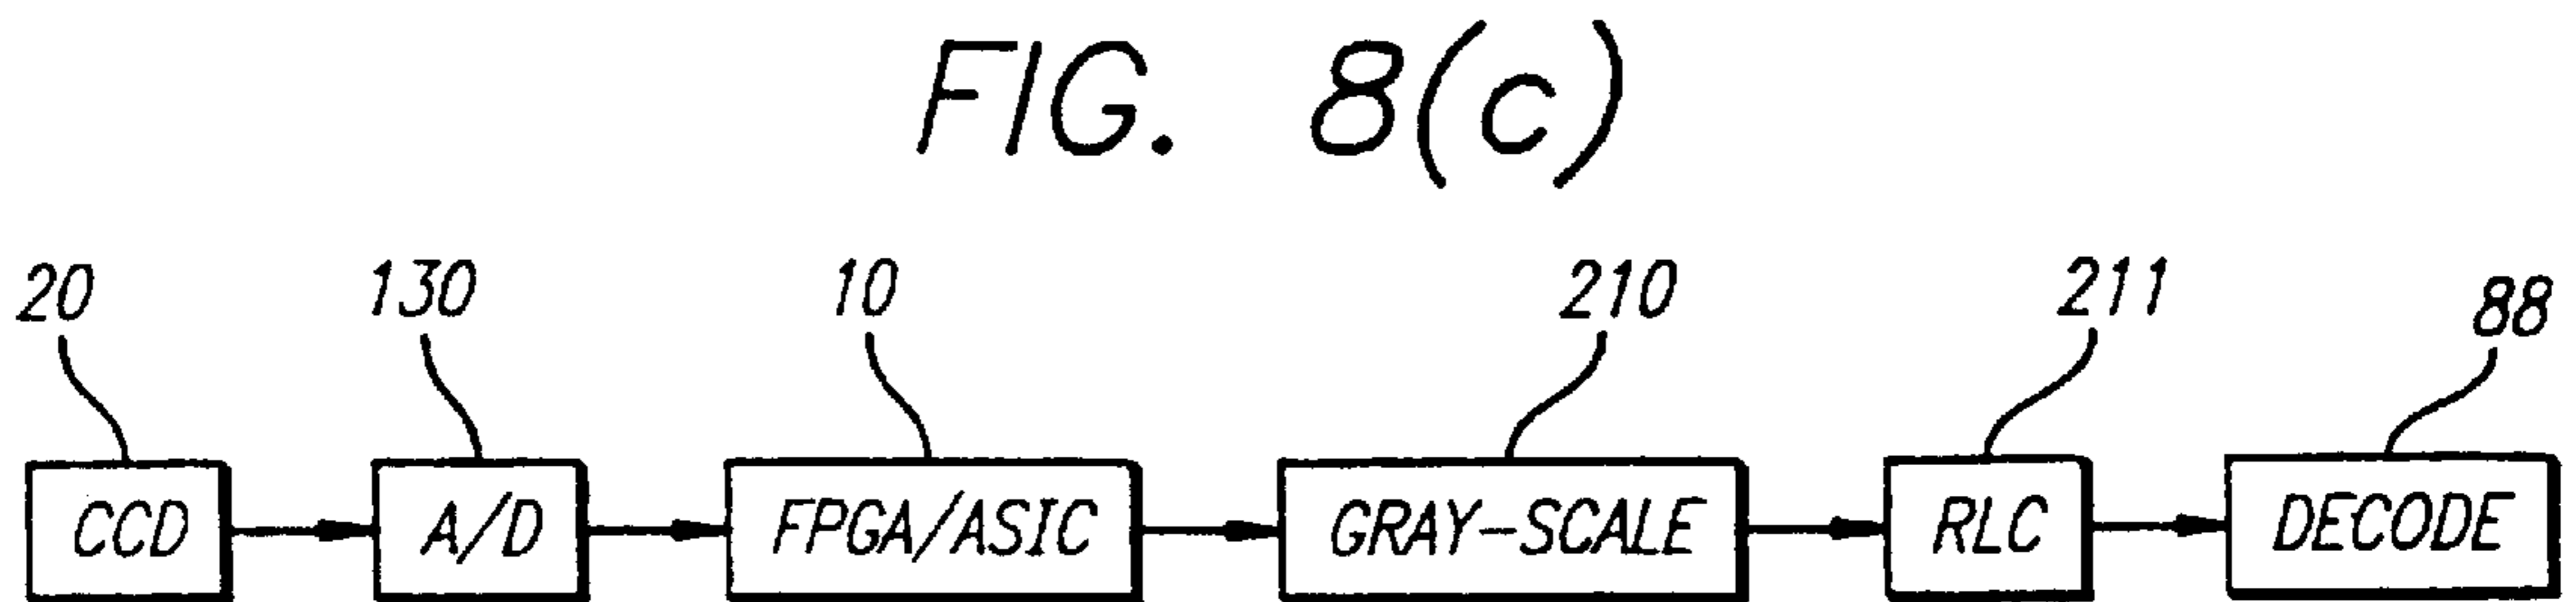 FIG. 8(c)
20 130 10 210 211 88
CCD A/D FPGA/ASIC GRAY-SCALE RLC DECODE